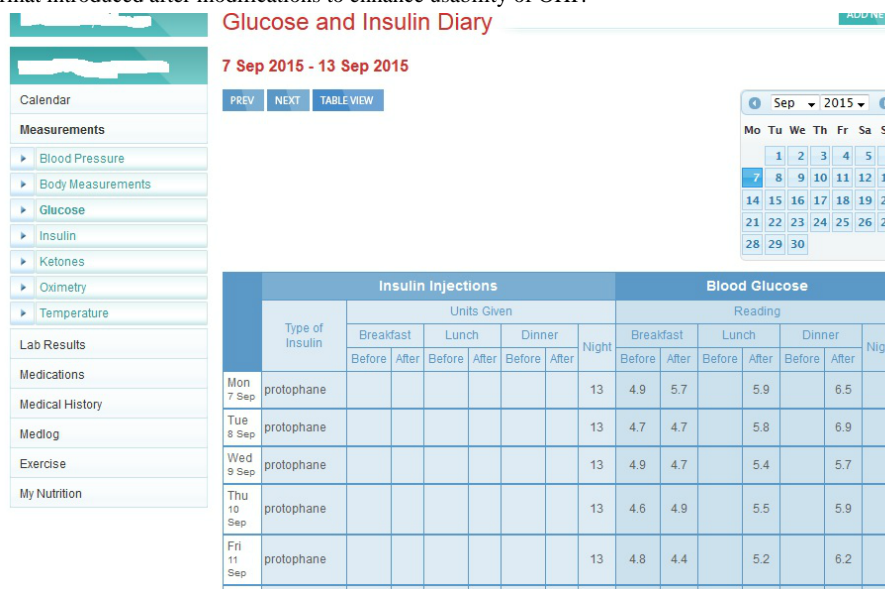 Glucose and Insulin Diary
7 Sep 2015 - 13 Sep 2015
PREV NEXT TABLE VIEW
Calendar
Measurements
Blood Pressure
Body Measurements
Glucose
Insulin
Ketones
Oximetry
Temperature
Lab Results
Medications
Medical History
Medlog
Exercise
My Nutrition
Sep 2015
Mo Tu We Th Fr Sa
1 2 3 4 5
7 8 9 10 11 12
14 15 16 17 18 19
21 22 23 24 25 26
28 29 30
Insulin Injections Blood Glucose
Type of Insulin Units Given Reading
Breakfast Lunch Dinner Night Breakfast Lunch Dinner
Before After Before After Before After Before After Before After Before After
Mon 7 Sep protophane 13 4.9 5.7 5.9 6.5
Tue 8 Sep protophane 13 4.7 4.7 5.8 6.9
Wed 9 Sep protophane 13 4.9 4.7 5.4 5.7
Thu 10 Sep protophane 13 4.6 4.9 5.5 5.9
Fri 11 Sep protophane 13 4.8 4.4 5.2 6.2